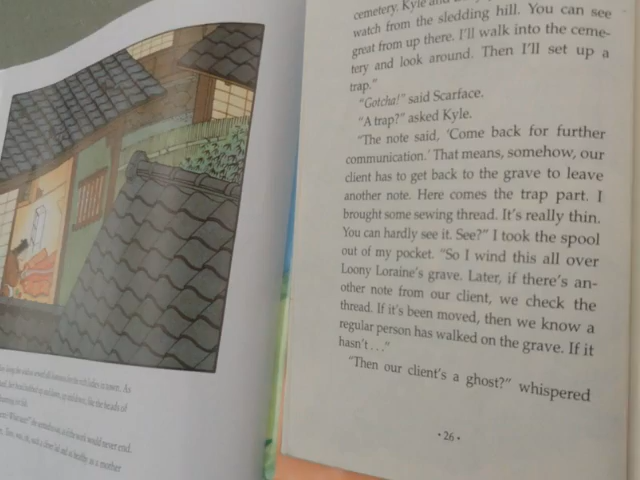 cemetery. Kyle and
watch from the sledding hill. You can see
great from up there. I'll walk into the ceme-
tery and look around. Then I'll set up a
trap."
"Gotcha!" said Scarface.
"A trap?" asked Kyle.
"The note said, 'Come back for further
communication.' That means, somehow, our
client has to get back to the grave to leave
another note. Here comes the trap part. I
brought some sewing thread. It's really thin.
You can hardly see it. See?" I took the spool
out of my pocket. "So I wind this all over
Loony Loraine's grave. Later, if there's an-
other note from our client, we check the
thread. If it's been moved, then we know a
regular person has walked on the grave. If it
hasn't . . ."
"Then our client's a ghost?" whispered
• 26 •